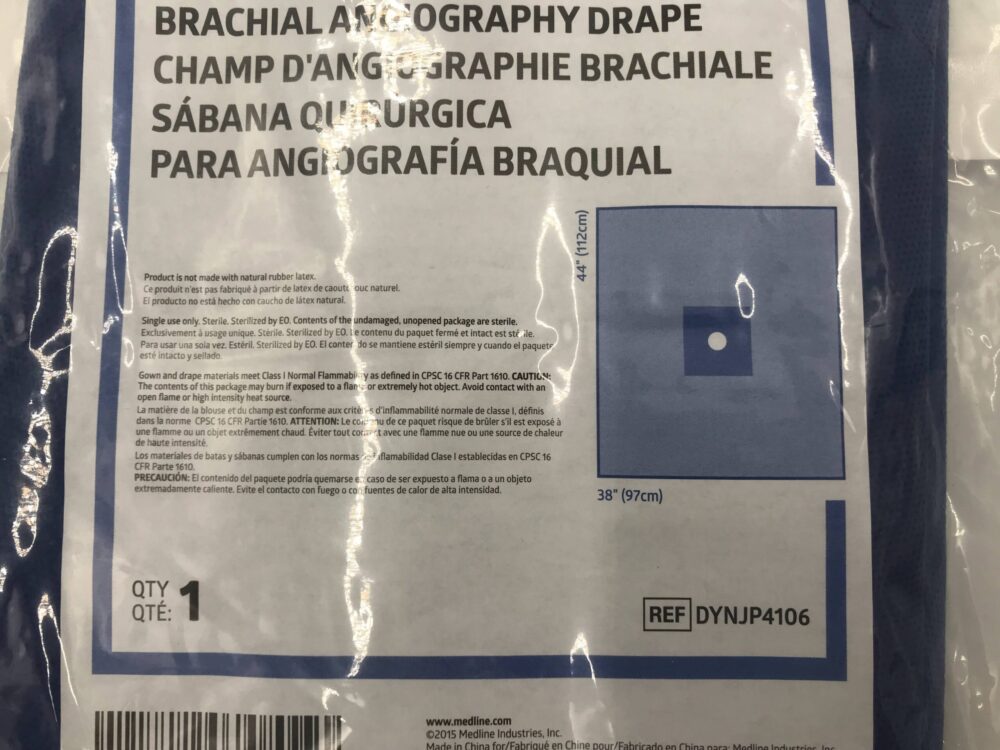 BRACHIAL ANGIOGRAPHY DRAPE
CHAMP D'ANGIOGRAPHIE BRACHIALE
SÁBANA QUIRÚRGICA
PARA ANGIOGRAFÍA BRAQUIAL
44" (112cm)
Product is not made with natural rubber latex.
Ce produit n'est pas fabriqué à partir de latex de caoutchouc naturel.
El producto no está hecho con caucho de látex natural.
Single use only. Sterile. Sterilized by EO. Contents of the undamaged, unopened package are sterile.
Exclusivement à usage unique. Stérile. Sterilized by EO. Le contenu du paquet fermé et intact est stérile.
Para usar una sola vez. Estéril. Sterilized by EO. El contenido se mantiene estéril siempre y cuando el paquete
esté intacto y sellado.
Gown and drape materials meet Class I Normal Flammability as defined in CPSC 16 CFR Part 1610. CAUTION:
The contents of this package may burn if exposed to a flame or extremely hot object. Avoid contact with an
open flame or high intensity heat source.
La matière de la blouse et du champ est conforme aux critères d'inflammabilité normale de classe I, définis
dans la norme CPSC 16 CFR Partie 1610. ATTENTION: Le contenu de ce paquet risque de brûler s'il est exposé à
une flamme ou un objet extrêmement chaud. Éviter tout contact avec une flamme nue ou une source de chaleur
de haute intensité.
Los materiales de batas y sábanas cumplen con los normas de inflamabilidad Clase I establecidas en CPSC 16
CFR Parte 1610.
PRECAUCIÓN: El contenido del paquete podría quemarse en caso de ser expuesto a flama o a un objeto
extremadamente caliente. Evite el contacto con fuego o con fuentes de calor de alta intensidad.
38" (97cm)
QTY
QTÉ: 1
REF DYNJP4106
www.medline.com
©2015 Medline Industries, Inc.
Made in China for/Fabriqué en Chine pour/Fabricado en China para: Medline Industries, Inc.